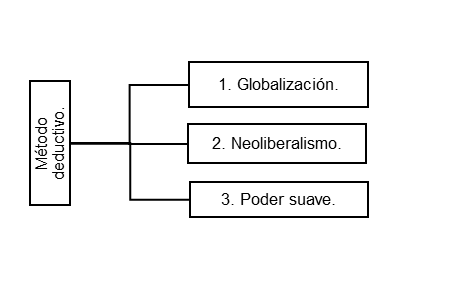 Método
deductivo.
1. Globalización.
2. Neoliberalismo.
3. Poder suave.